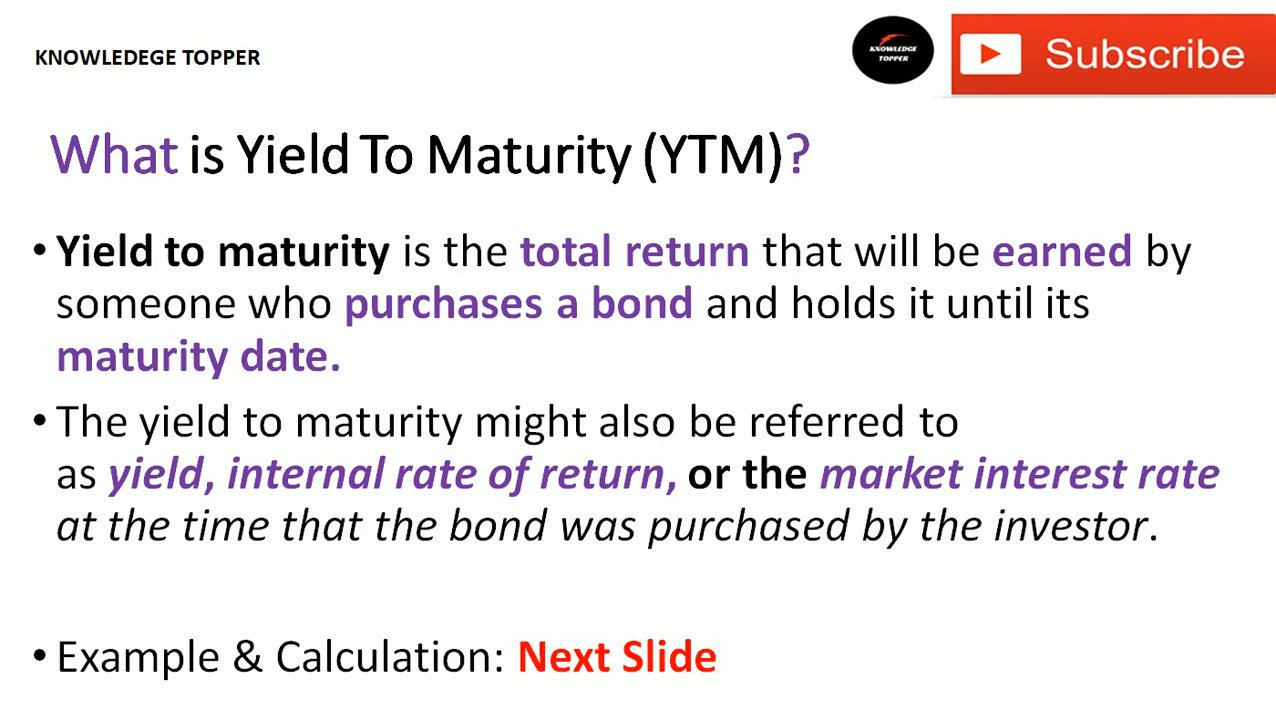 KNOWLEDEGE TOPPER
KNOWLEDGE
TOPPER
Subscribe
What is Yield To Maturity (YTM)?
• Yield to maturity is the total return that will be earned by
someone who purchases a bond and holds it until its
maturity date.
• The yield to maturity might also be referred to
as yield, internal rate of return, or the market interest rate
at the time that the bond was purchased by the investor.
• Example & Calculation: Next Slide